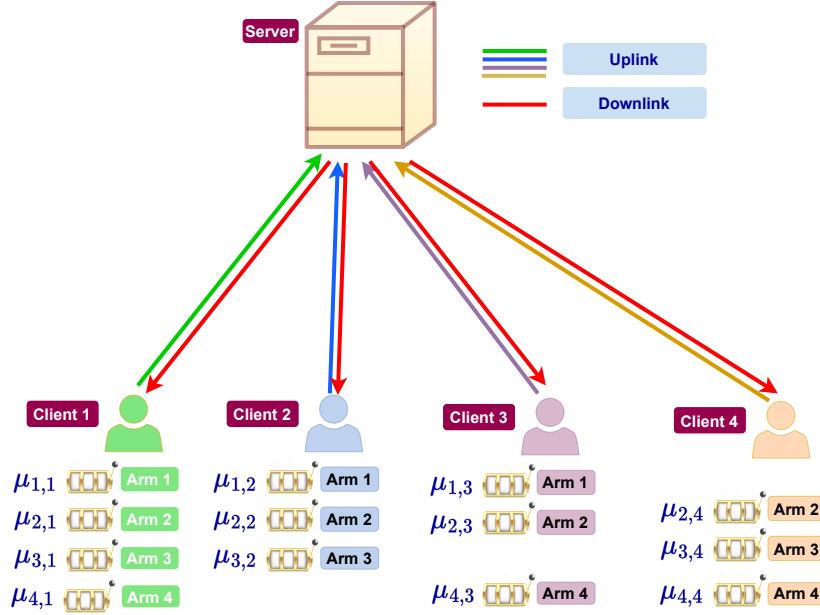 Server
Uplink
Downlink
Client 1
Client 2
Client 3
Client 4
μ1,1 Arm 1
μ2,1 Arm 2
μ3,1 Arm 3
μ4,1 Arm 4
μ1,2 Arm 1
μ2,2 Arm 2
μ3,2 Arm 3
μ1,3 Arm 1
μ2,3 Arm 2
μ4,3 Arm 4
μ2,4 Arm 2
μ3,4 Arm 3
μ4,4 Arm 4